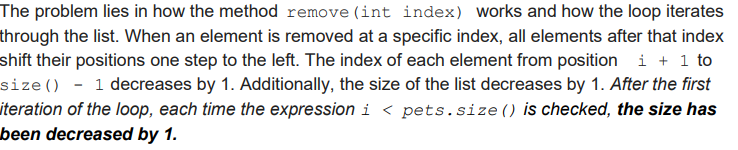 The problem lies in how the method remove(int index) works and how the loop iterates
through the list. When an element is removed at a specific index, all elements after that index
shift their positions one step to the left. The index of each element from position i + 1 to
size() - 1 decreases by 1. Additionally, the size of the list decreases by 1. After the first
iteration of the loop, each time the expression i < pets.size() is checked, the size has
been decreased by 1.